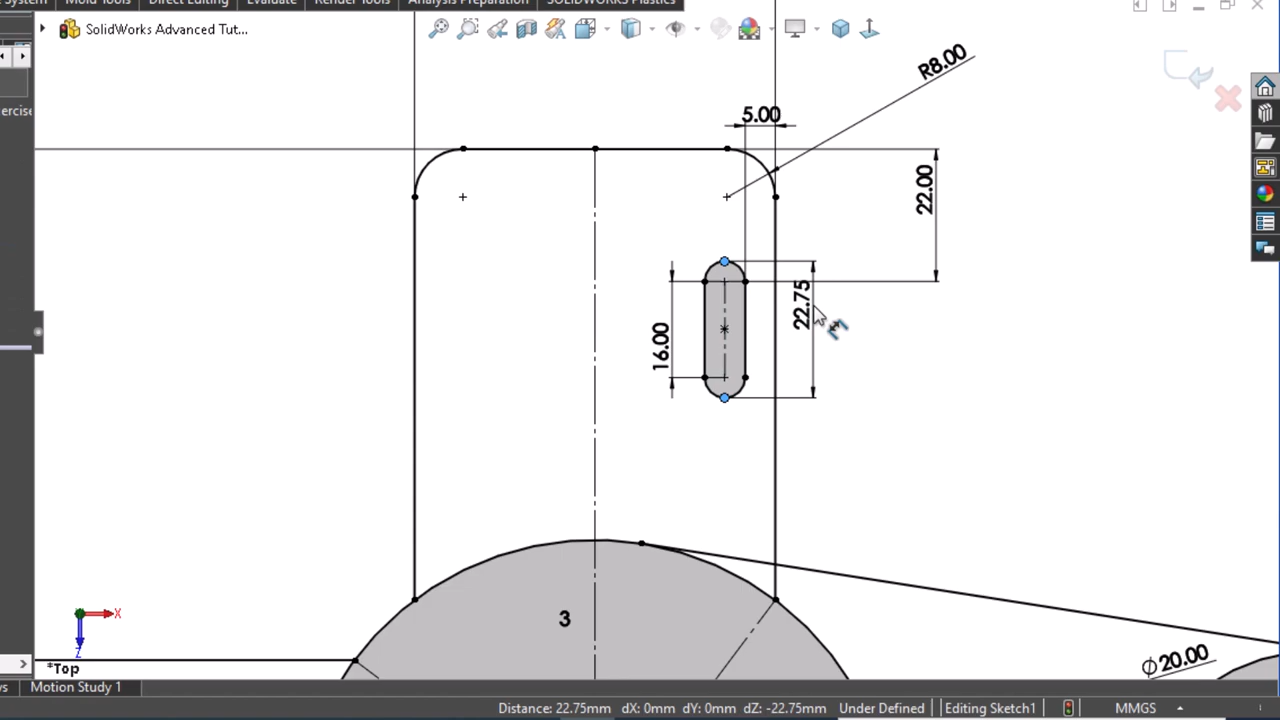 System
Mold Tools
Direct Editing
Evaluate
Render Tools
Analysis Preparation
SOLIDWORKS Plastics
SolidWorks Advanced Tut...
R8.00
5.00
22.00
22.75
16.00
3
X
Z
*Top
Ø20.00
Motion Study 1
Distance: 22.75mm dX: 0mm dY: 0mm dZ: -22.75mm Under Defined Editing Sketch1 MMGS